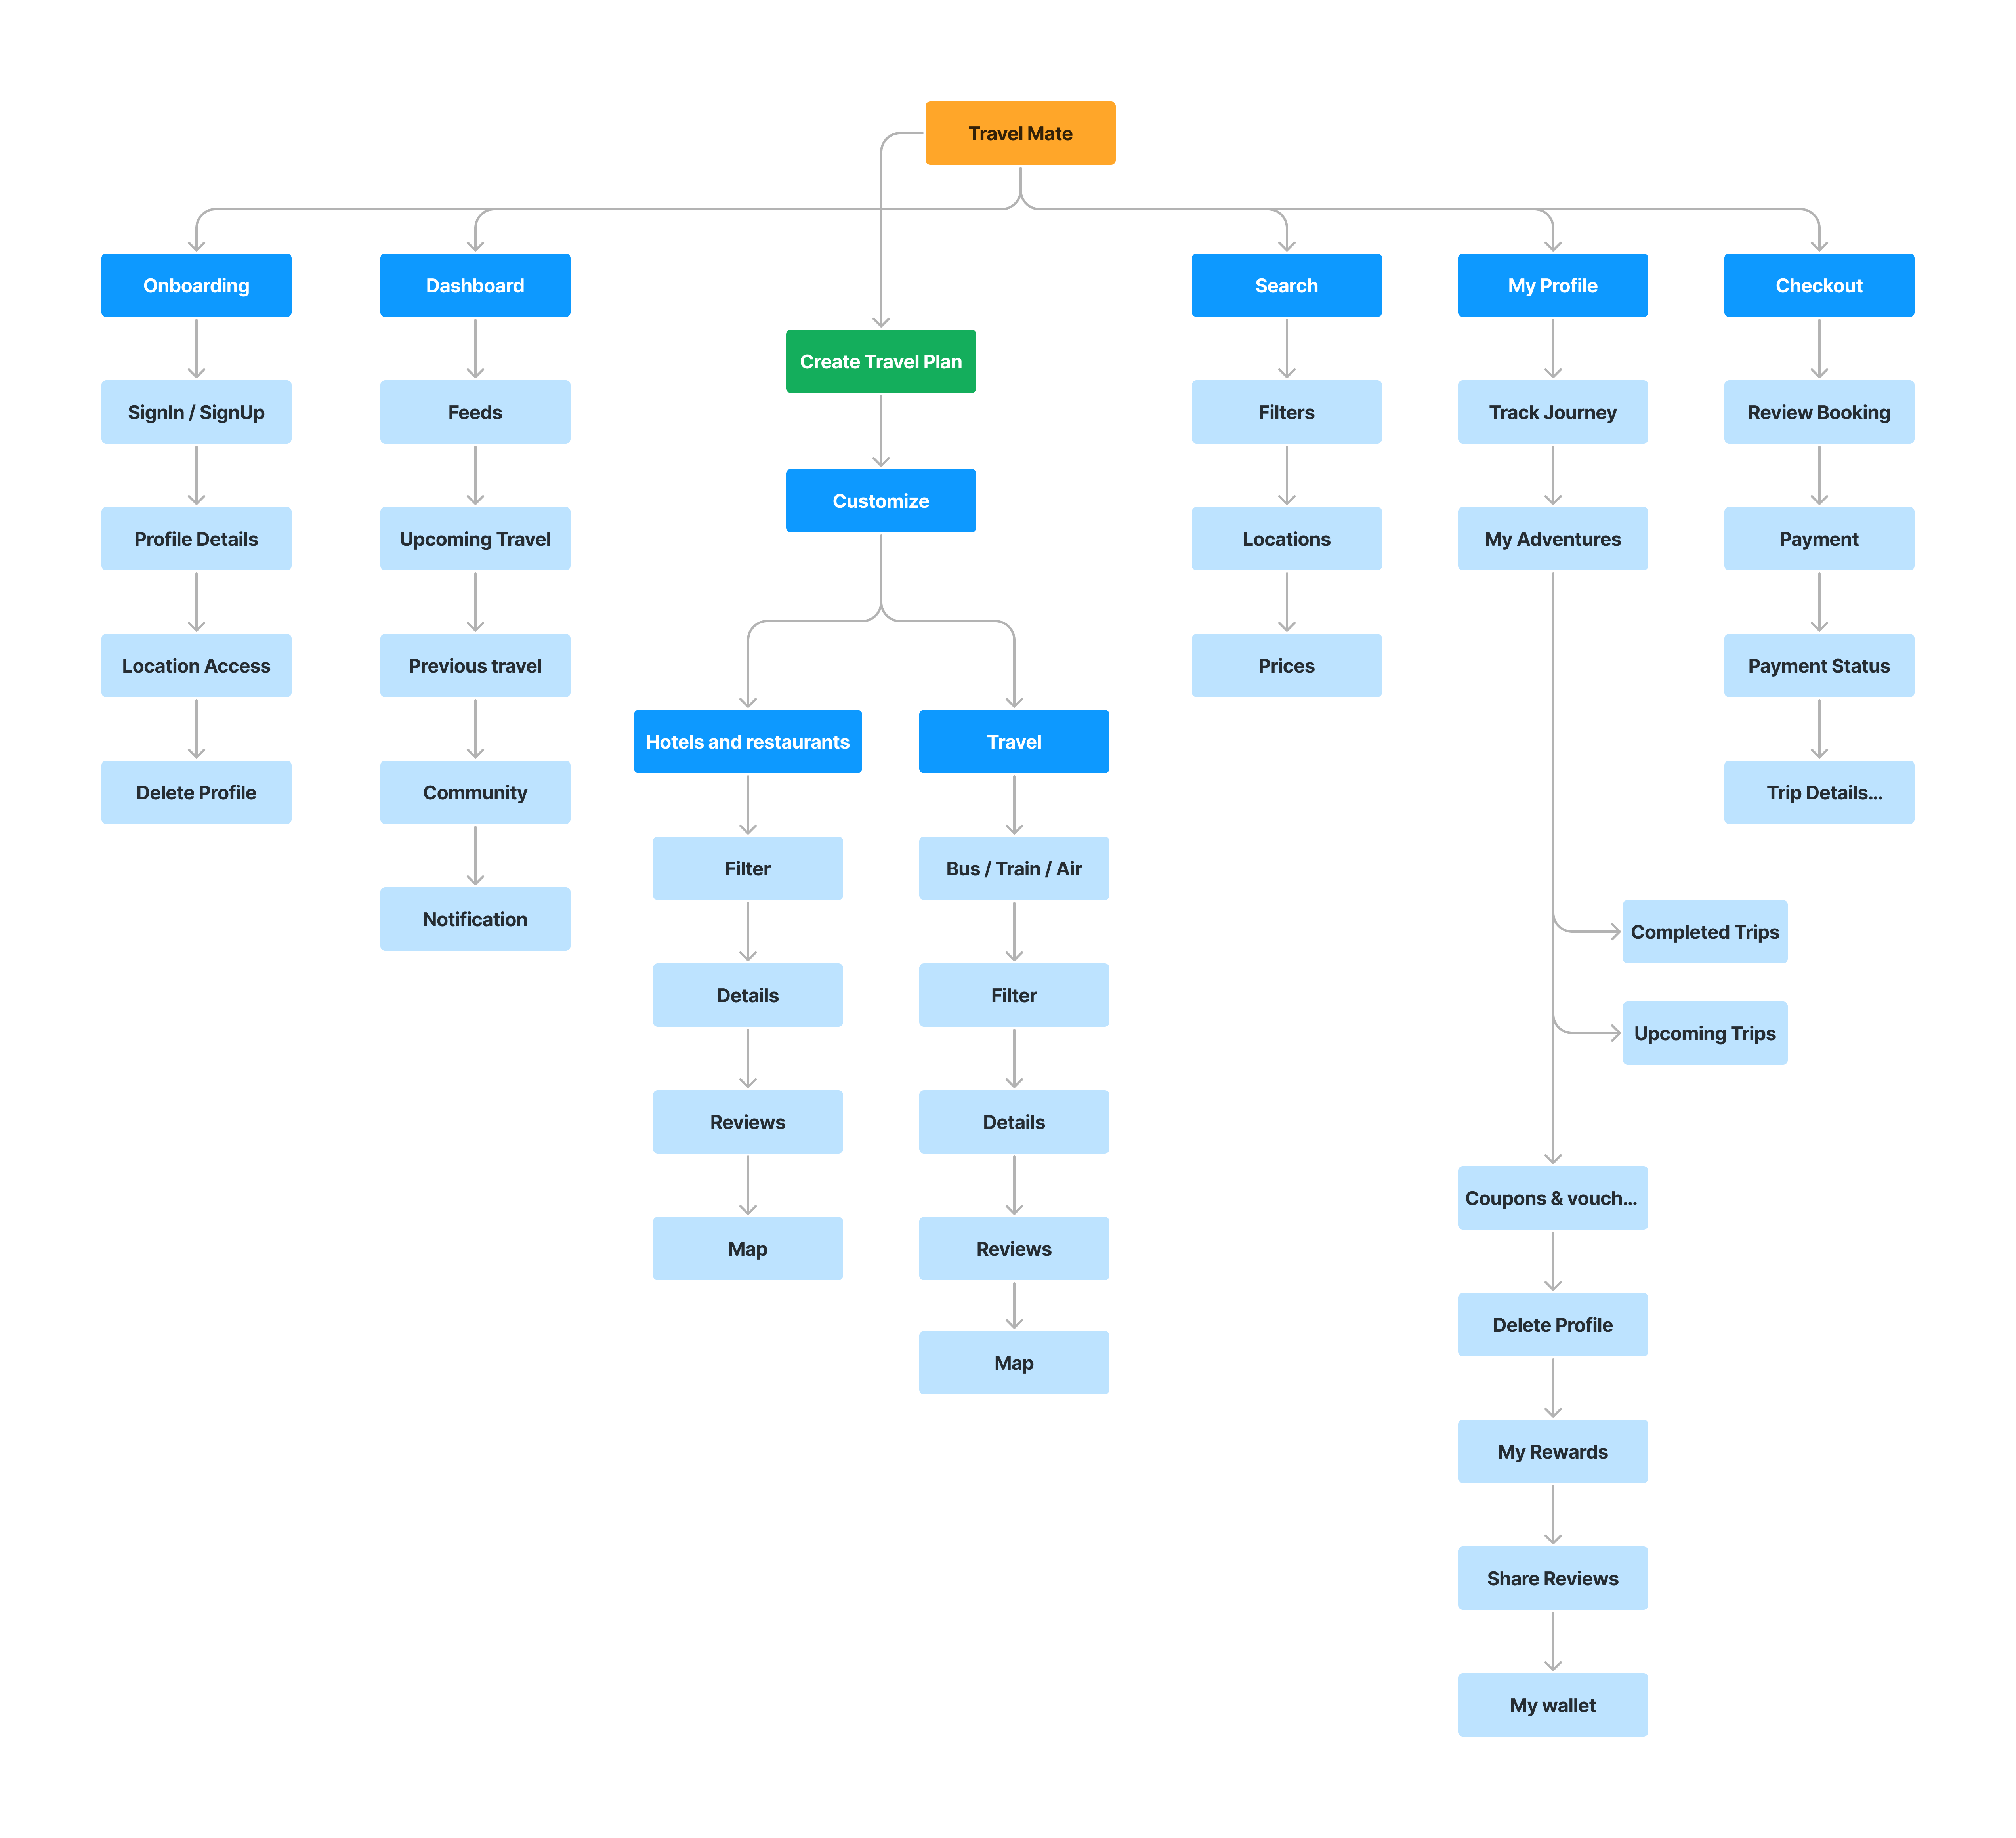 Travel Mate
Onboarding
SignIn / SignUp
Profile Details
Location Access
Delete Profile
Dashboard
Feeds
Upcoming Travel
Previous travel
Community
Notification
Create Travel Plan
Customize
Hotels and restaurants
Filter
Details
Reviews
Map
Travel
Bus / Train / Air
Filter
Details
Reviews
Map
Search
Filters
Locations
Prices
My Profile
Track Journey
My Adventures
Completed Trips
Upcoming Trips
Coupons & vouch...
Delete Profile
My Rewards
Share Reviews
My wallet
Checkout
Review Booking
Payment
Payment Status
Trip Details...